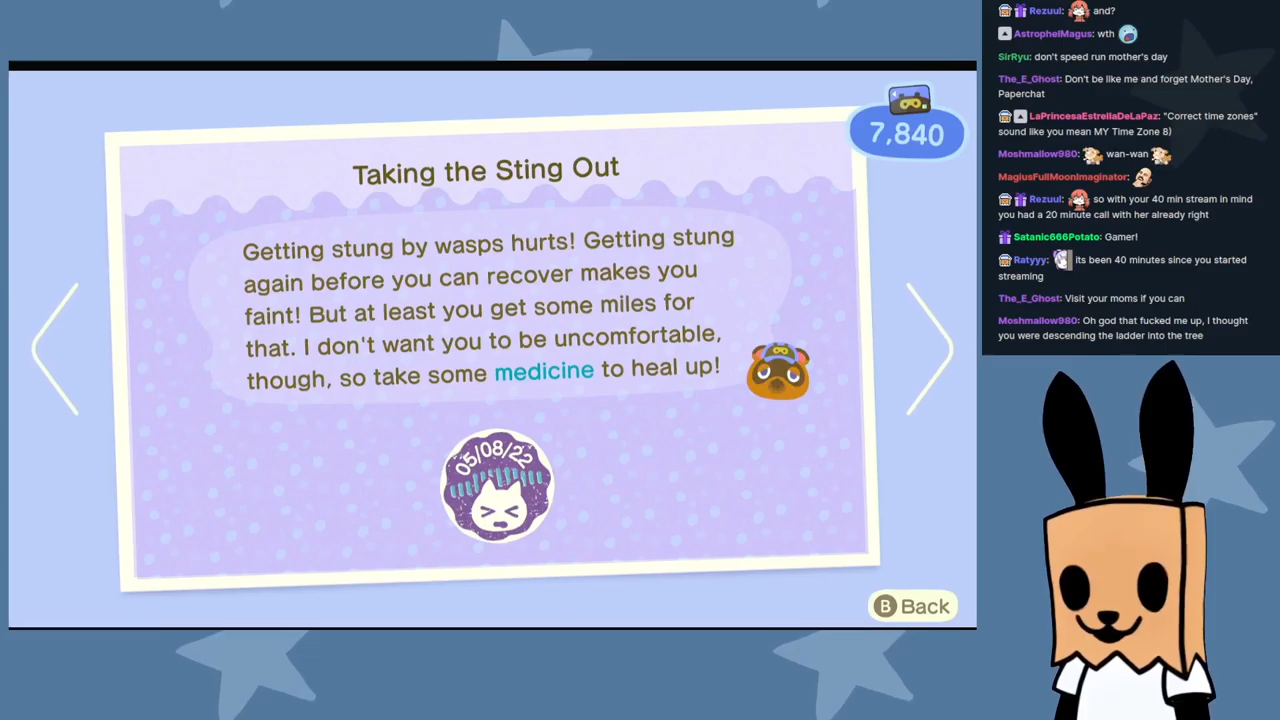 7,840
Taking the Sting Out
Getting stung by wasps hurts! Getting stung
again before you can recover makes you
faint! But at least you get some miles for
that. I don't want you to be uncomfortable,
though, so take some medicine to heal up!
05/08/22
B Back
Rezuul: and?
AstrophelMagus: wth
SirRyu: don't speed run mother's day
The_E_Ghost: Don't be like me and forget Mother's Day,
Paperchat
LaPrincesaEstrellaDeLaPaz: "Correct time zones"
sound like you mean MY Time Zone 8)
Moshmallow980: wan-wan
MagiusFullMoonImaginator:
Rezuul: so with your 40 min stream in mind
you had a 20 minute call with her already right
Satanic666Potato: Gamer!
Ratyyy: its been 40 minutes since you started
streaming
The_E_Ghost: Visit your moms if you can
Moshmallow980: Oh god that fucked me up, I thought
you were descending the ladder into the tree